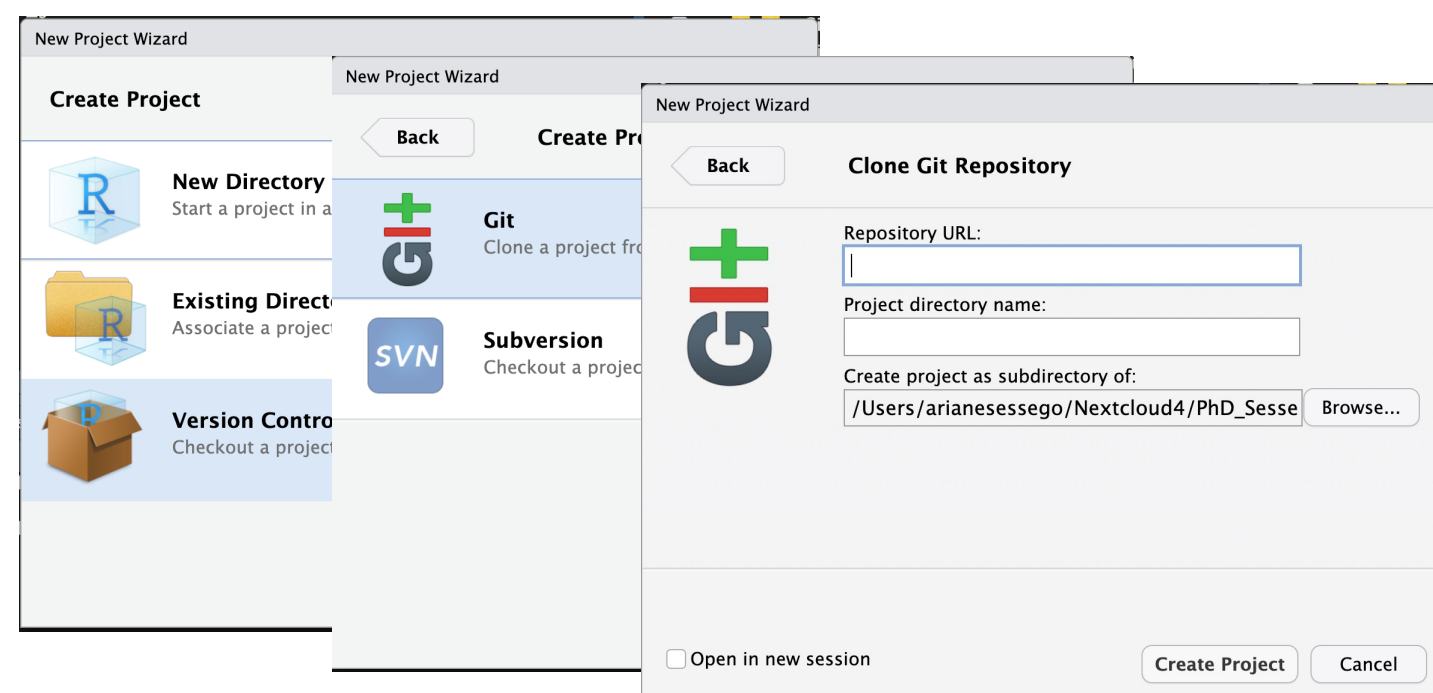 New Project Wizard
Create Project
R
New Directory
Start a project in a
R
Existing Direct
Associate a project
Version Contro
Checkout a project
New Project Wizard
Back
Create Pro
Git
Git
Clone a project fro
SVN
Subversion
Checkout a projec
New Project Wizard
Back
Clone Git Repository
Git
Repository URL:
Project directory name:
Create project as subdirectory of:
/Users/arianesessego/Nextcloud4/PhD_Sesse
Browse...
Open in new session
Create Project
Cancel